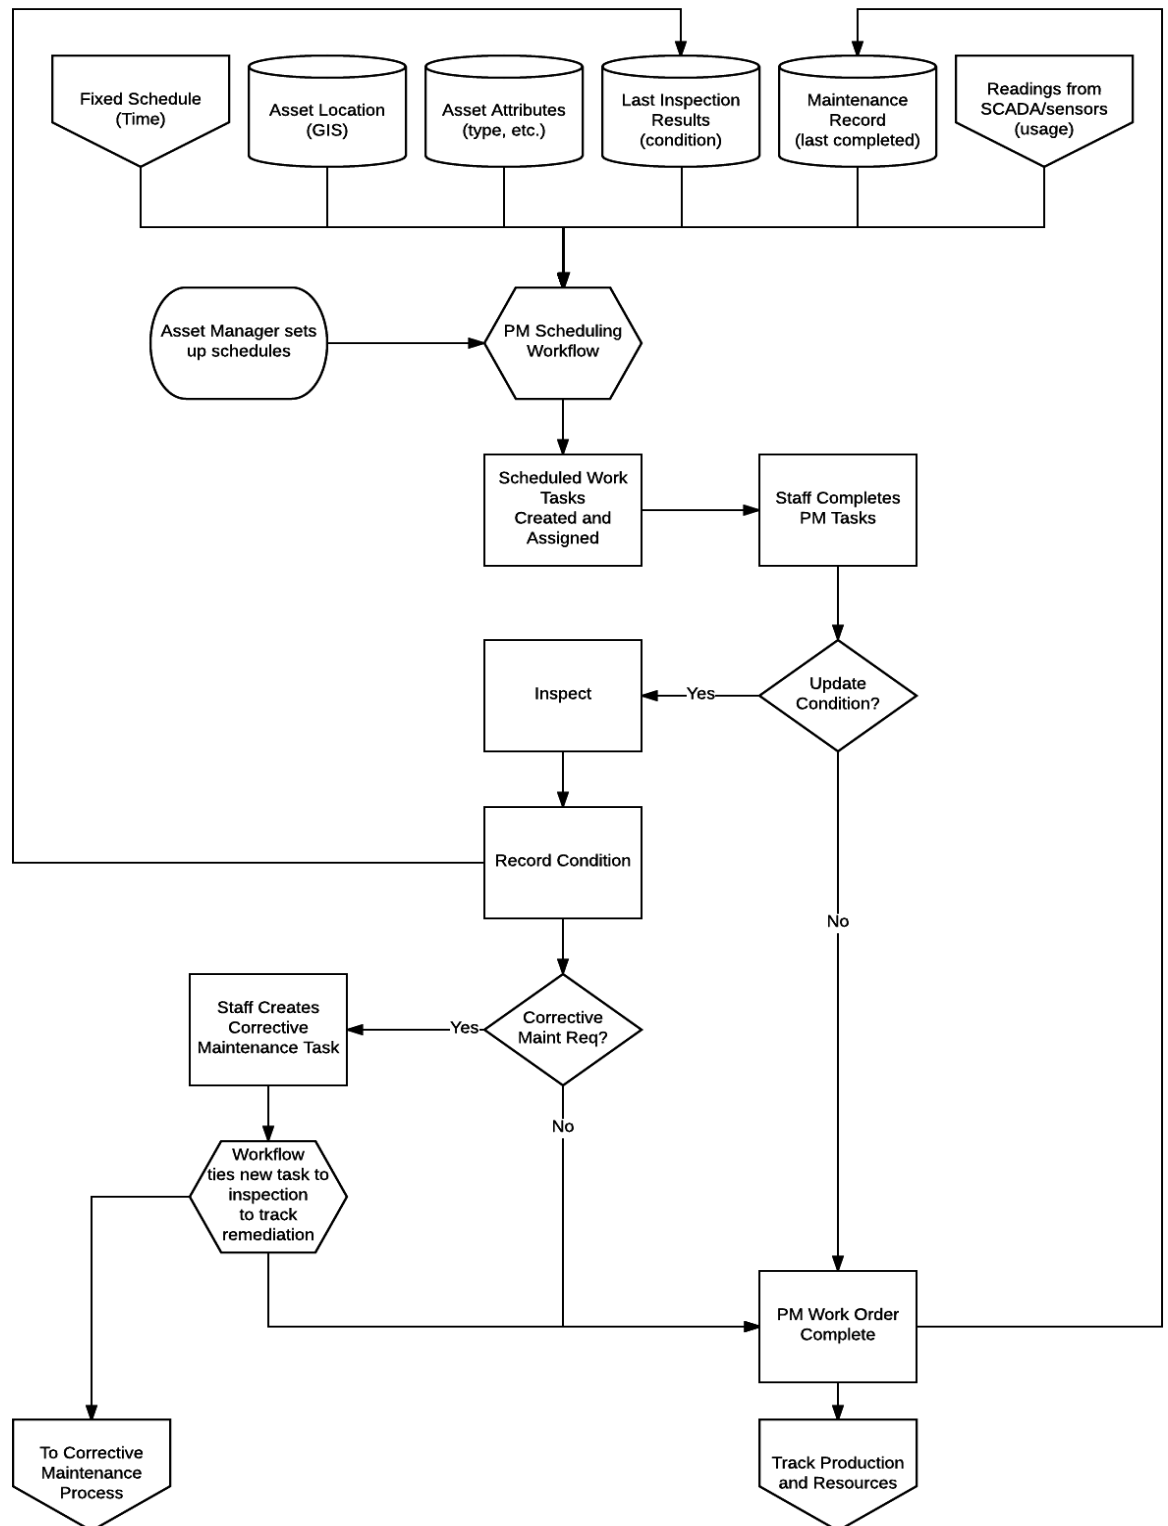 Fixed Schedule
(Time)
Asset Location
(GIS)
Asset Attributes
(type, etc.)
Last Inspection
Results
(condition)
Maintenance
Record
(last completed)
Readings from
SCADA/sensors
(usage)
Asset Manager sets
up schedules
PM Scheduling
Workflow
Scheduled Work
Tasks
Created and
Assigned
Staff Completes
PM Tasks
Inspect
Yes
Update
Condition?
Record Condition
No
Staff Creates
Corrective
Maintenance Task
Yes
Corrective
Maint Req?
No
Workflow
ties new task to
inspection
to track
remediation
PM Work Order
Complete
To Corrective
Maintenance
Process
Track Production
and Resources